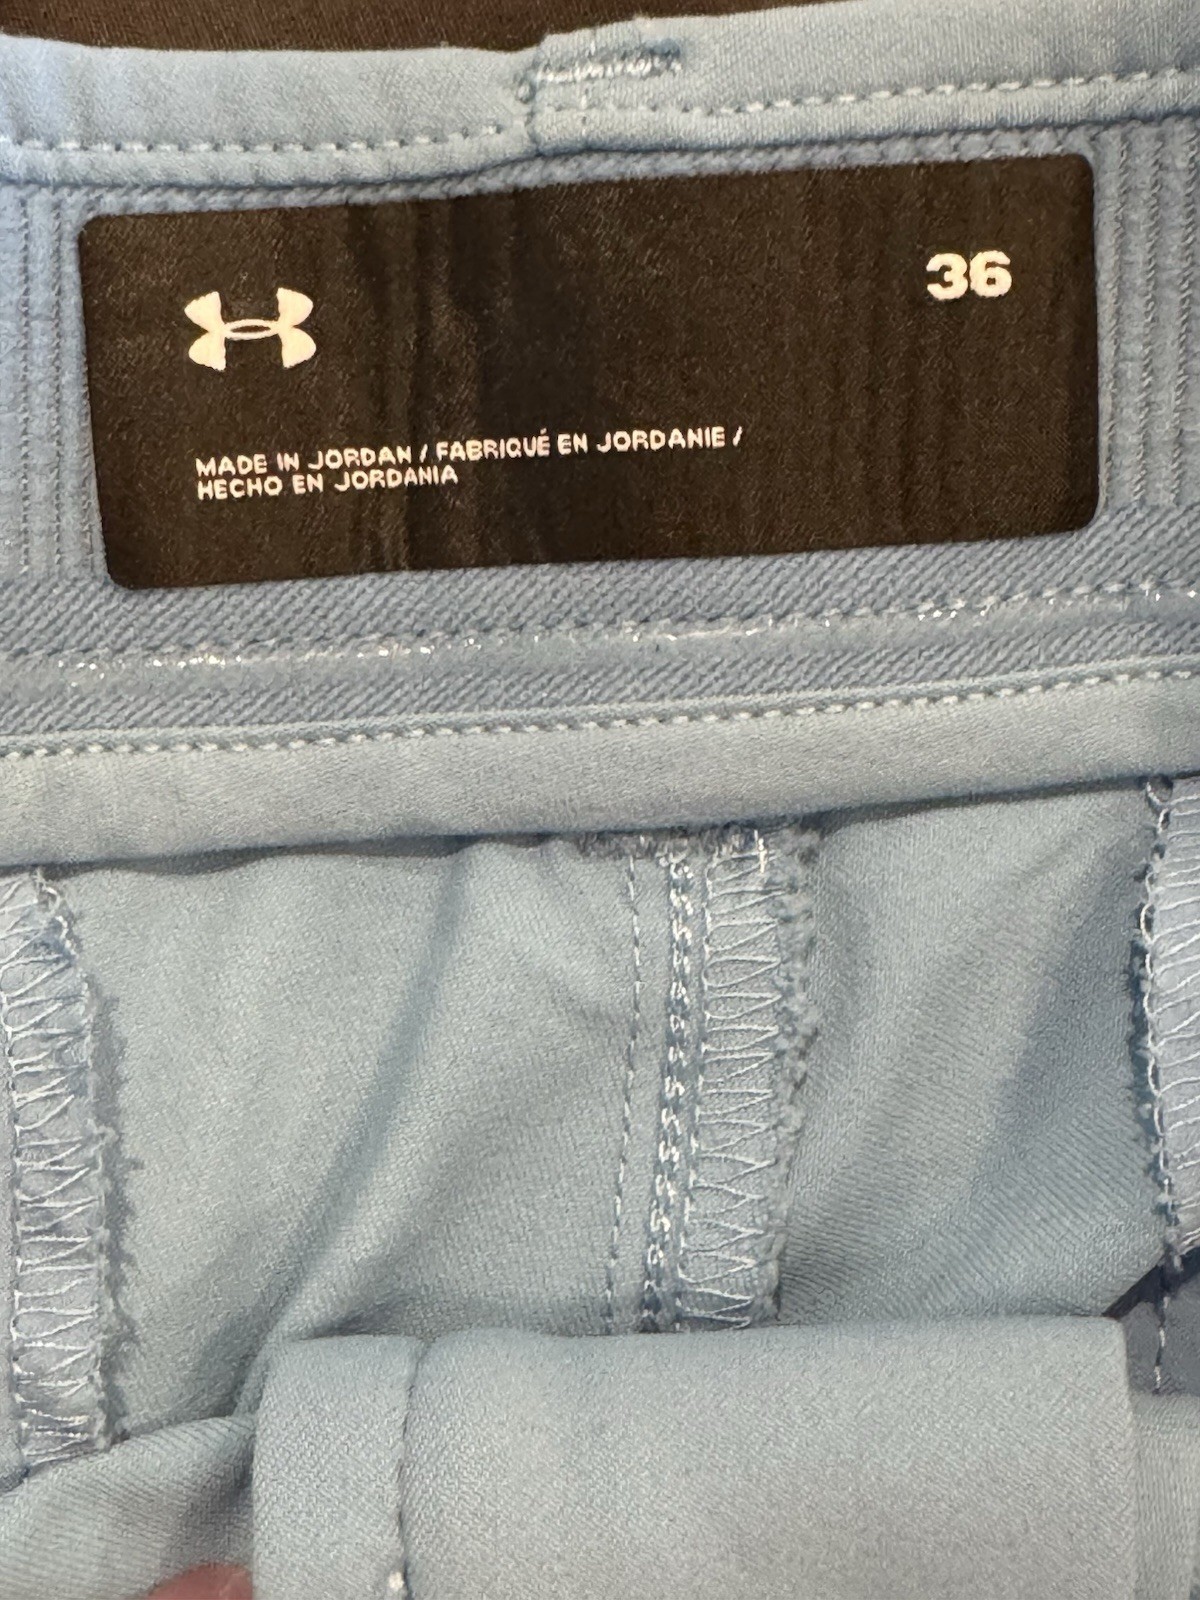 36
MADE IN JORDAN / FABRIQUÉ EN JORDANIE /
HECHO EN JORDANIA